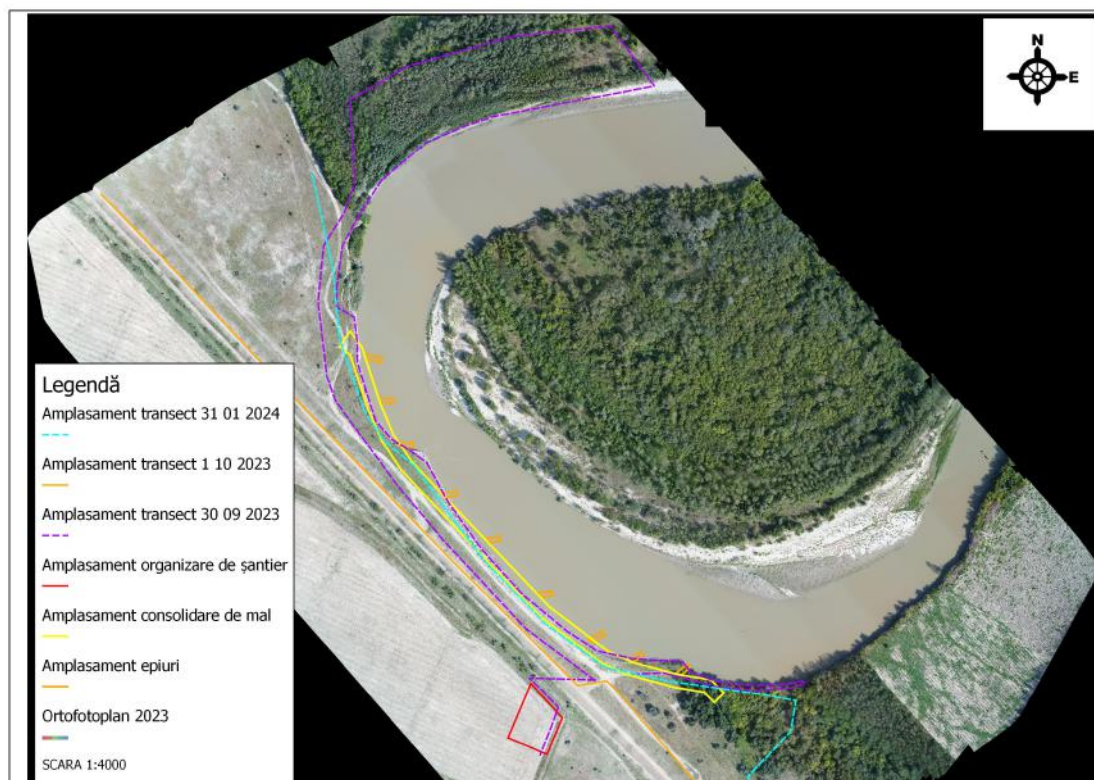 N
E
Legendă
Amplasament transect 31 01 2024
Amplasament transect 1 10 2023
Amplasament transect 30 09 2023
Amplasament organizare de șantier
Amplasament consolidare de mal
Amplasament epiuri
Ortofotoplan 2023
SCARA 1:4000